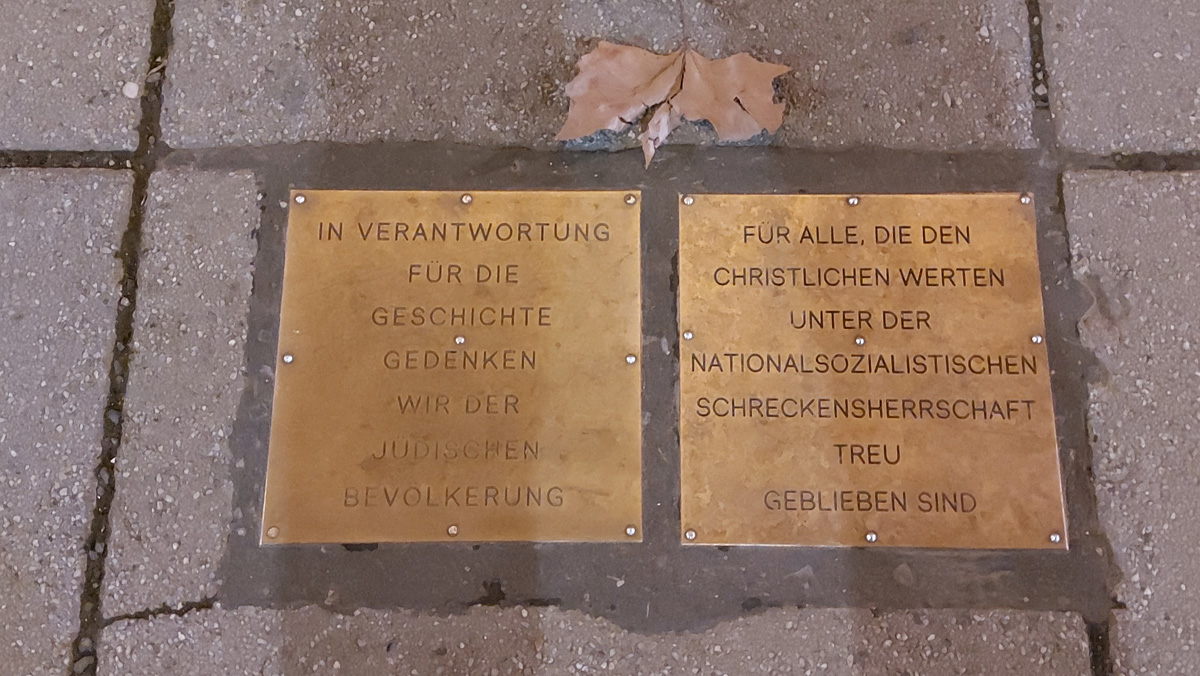 IN VERANTWORTUNG
FÜR DIE
GESCHICHTE
GEDENKEN
WIR DER
JÜDISCHEN
BEVÖLKERUNG
FÜR ALLE, DIE DEN
CHRISTLICHEN WERTEN
UNTER DER
NATIONALSOZIALISTISCHEN
SCHRECKENSHERRSCHAFT
TREU
GEBLIEBEN SIND